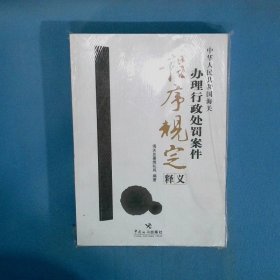 中华人民共和国海关
办理行政处罚案件
程序规定
释义
中国海关出版社